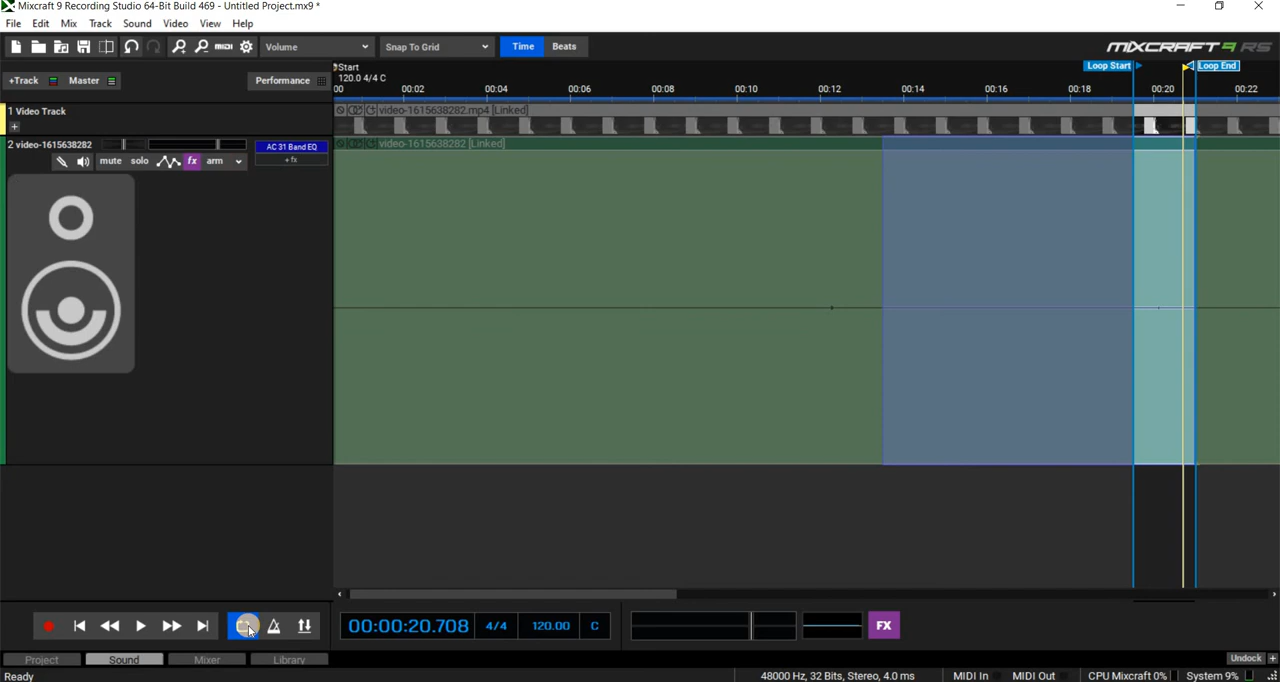 Mixcraft 9 Recording Studio 64-Bit Build 469 - Untitled Project.mx9 *
File Edit Mix Track Sound Video View Help
MIDI Volume Snap To Grid Time Beats MIXCRAFT 9 RS
+Track Master Performance
Start Loop Start Loop End
120.0 4/4 C
00 00:02 00:04 00:06 00:08 00:10 00:12 00:14 00:16 00:18 00:20 00:22
1 Video Track
+
video-1615638282.mp4 [Linked]
2 video-1615638282 AC 31 Band EQ video-1615638282 [Linked]
mute solo fx arm +fx
00:00:20.708 4/4 120.00 C FX
Project Sound Mixer Library Undock +
Ready 48000 Hz, 32 Bits, Stereo, 4.0 ms MIDI In MIDI Out CPU Mixcraft 0% System 9%